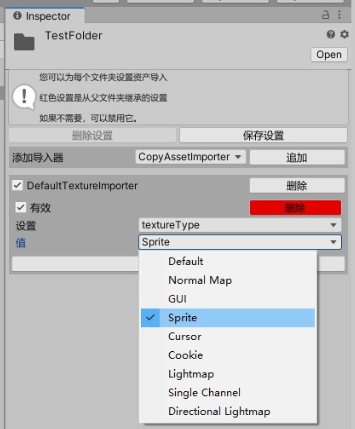 Inspector
TestFolder
Open
您可以为每个文件夹设置资产导入
红色设置是从父文件夹继承的设置
如果不需要，可以禁用它。
删除设置 保存设置
添加导入器 CopyAssetImporter 追加
DefaultTextureImporter 删除
有效 删除
设置 textureType
值 Sprite
Default
Normal Map
GUI
Sprite
Cursor
Cookie
Lightmap
Single Channel
Directional Lightmap